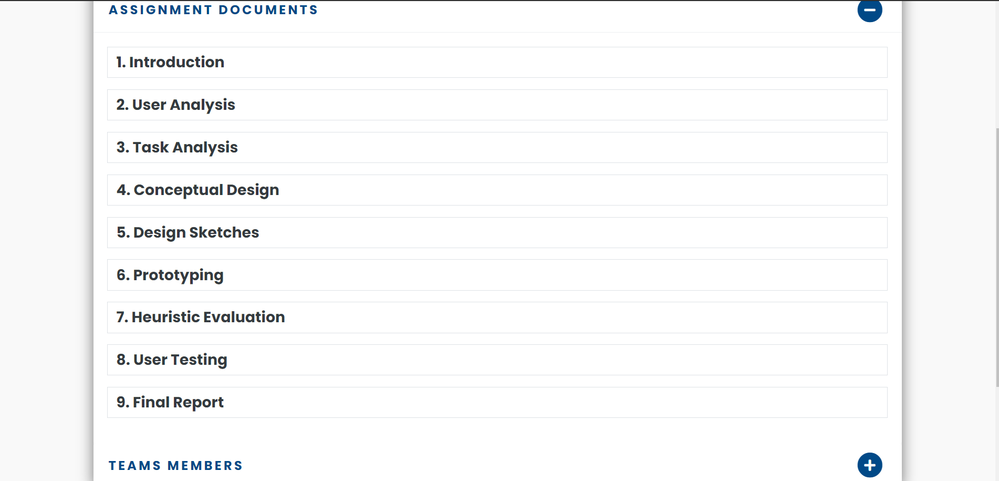 ASSIGNMENT DOCUMENTS
1. Introduction
2. User Analysis
3. Task Analysis
4. Conceptual Design
5. Design Sketches
6. Prototyping
7. Heuristic Evaluation
8. User Testing
9. Final Report
TEAMS MEMBERS